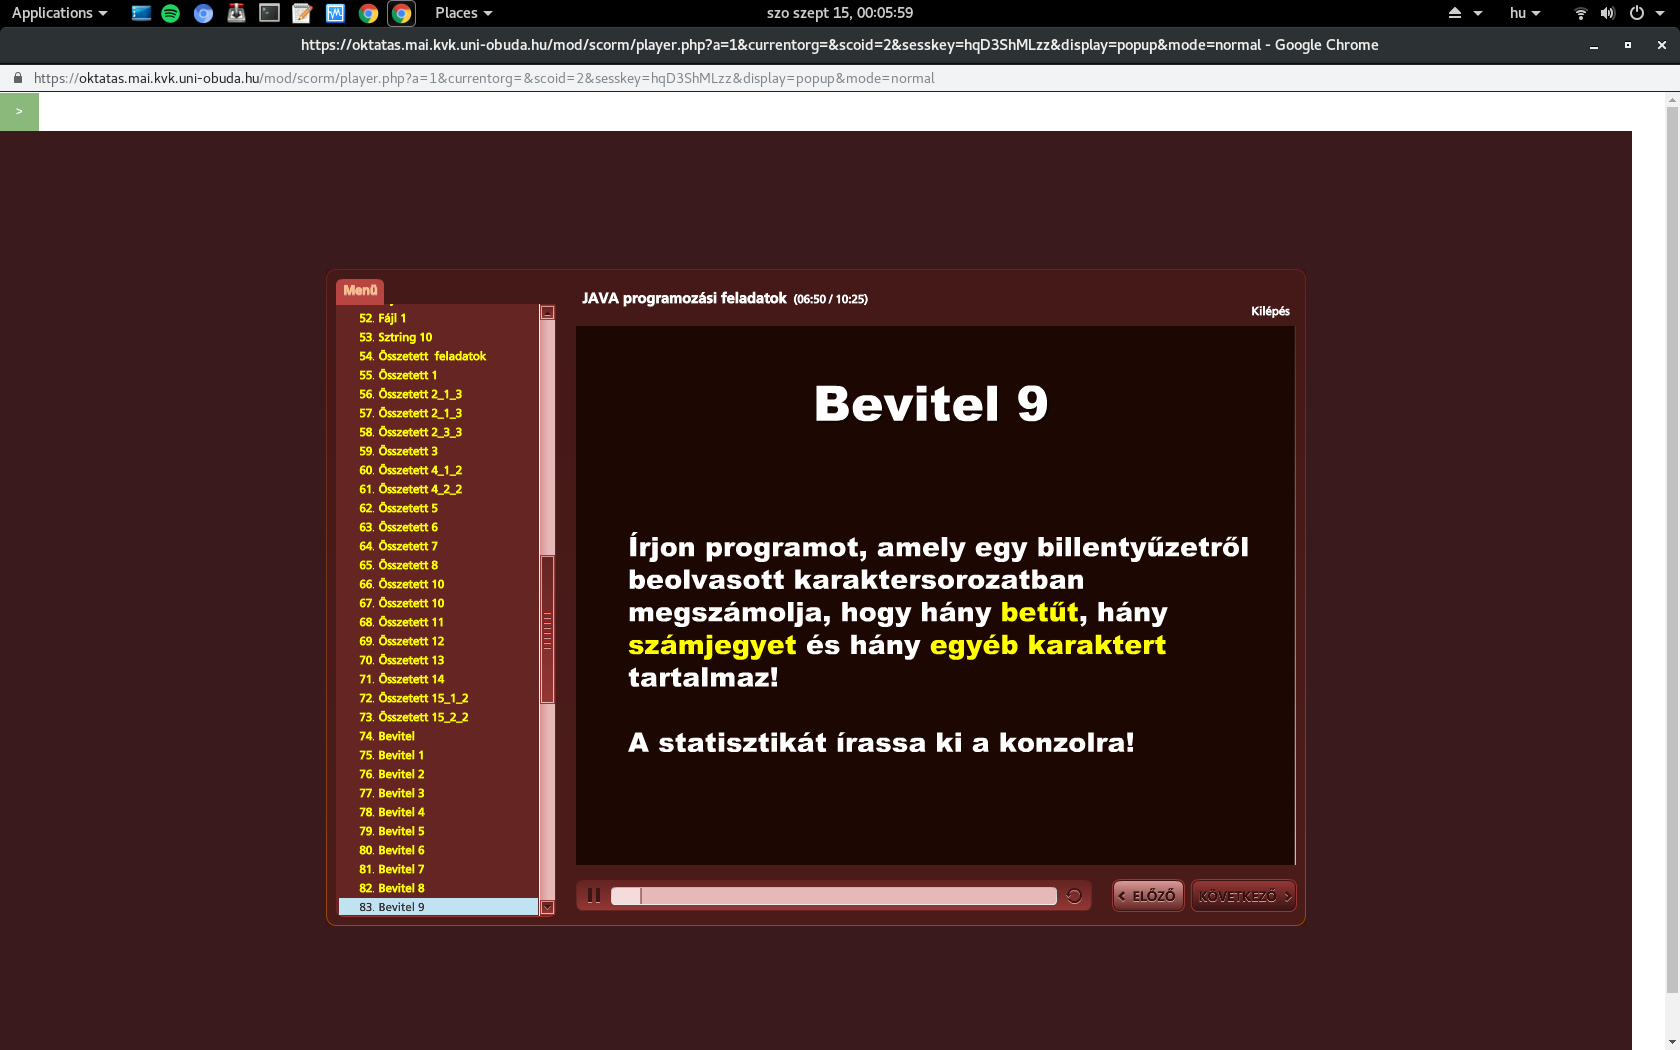 Applications
Places
szo szept 15, 00:05:59
hu
https://oktatas.mai.kvk.uni-obuda.hu/mod/scorm/player.php?a=1&currentorg=&scoid=2&sesskey=hqD3ShMLzz&display=popup&mode=normal - Google Chrome
https://oktatas.mai.kvk.uni-obuda.hu/mod/scorm/player.php?a=1&currentorg=&scoid=2&sesskey=hqD3ShMLzz&display=popup&mode=normal
>
Menü
52. Fájl 1
53. Sztring 10
54. Összetett feladatok
55. Összetett 1
56. Összetett 2_1_3
57. Összetett 2_1_3
58. Összetett 2_3_3
59. Összetett 3
60. Összetett 4_1_2
61. Összetett 4_2_2
62. Összetett 5
63. Összetett 6
64. Összetett 7
65. Összetett 8
66. Összetett 10
67. Összetett 10
68. Összetett 11
69. Összetett 12
70. Összetett 13
71. Összetett 14
72. Összetett 15_1_2
73. Összetett 15_2_2
74. Bevitel
75. Bevitel 1
76. Bevitel 2
77. Bevitel 3
78. Bevitel 4
79. Bevitel 5
80. Bevitel 6
81. Bevitel 7
82. Bevitel 8
83. Bevitel 9
JAVA programozási feladatok (06:50 / 10:25)
Kilépés
Bevitel 9
Írjon programot, amely egy billentyűzetről
beolvasott karaktersorozatban
megszámolja, hogy hány betűt, hány
számjegyet és hány egyéb karaktert
tartalmaz!
A statisztikát írassa ki a konzolra!
< ELŐZŐ
KÖVETKEZŐ >